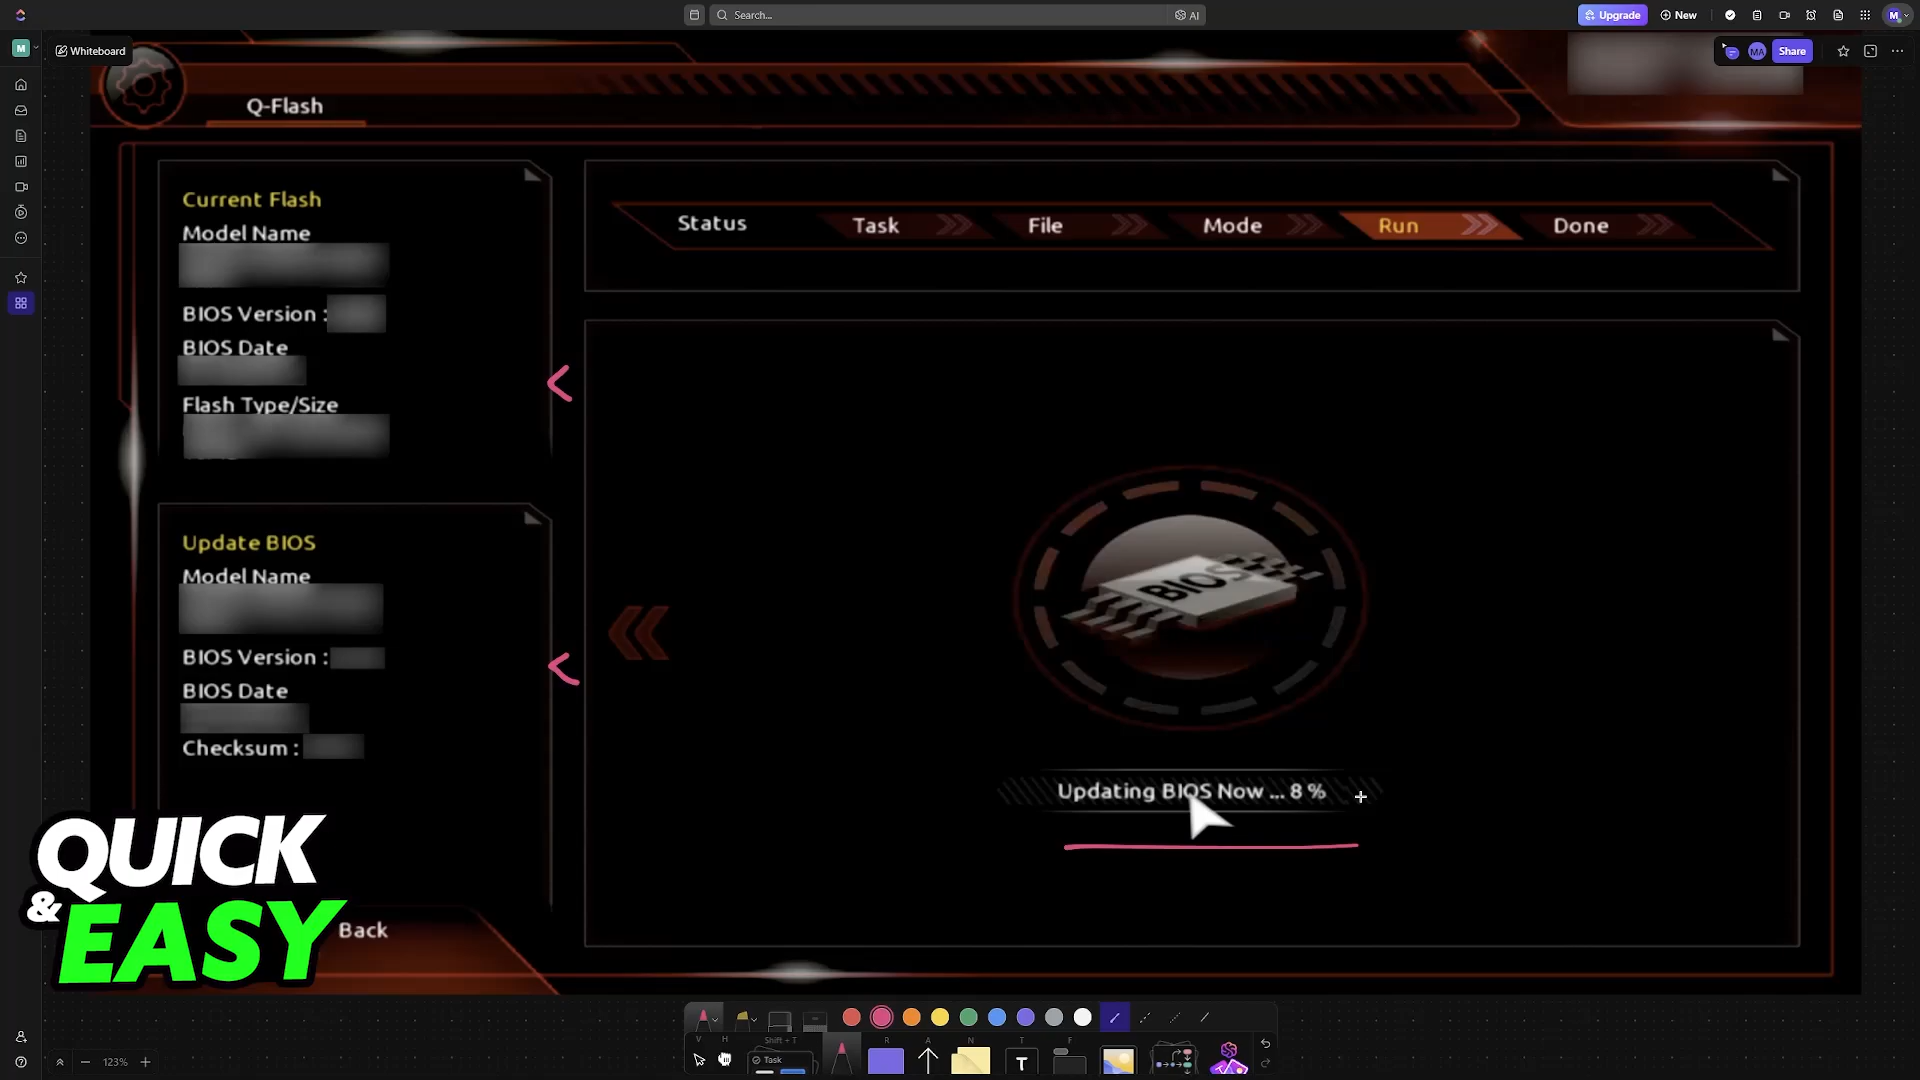 Search...
AI
Upgrade
New
M
M
Whiteboard
MA
Share
Q-Flash
Current Flash
Model Name
BIOS Version :
BIOS Date
Flash Type/Size
Status
Task
File
Mode
Run
Done
Update BIOS
Model Name
BIOS Version :
BIOS Date
Checksum :
BIOS
Updating BIOS Now ... 8 %
QUICK
& EASY
Back
V
H
Shift + T
R
A
N
T
F
Task
T
123%